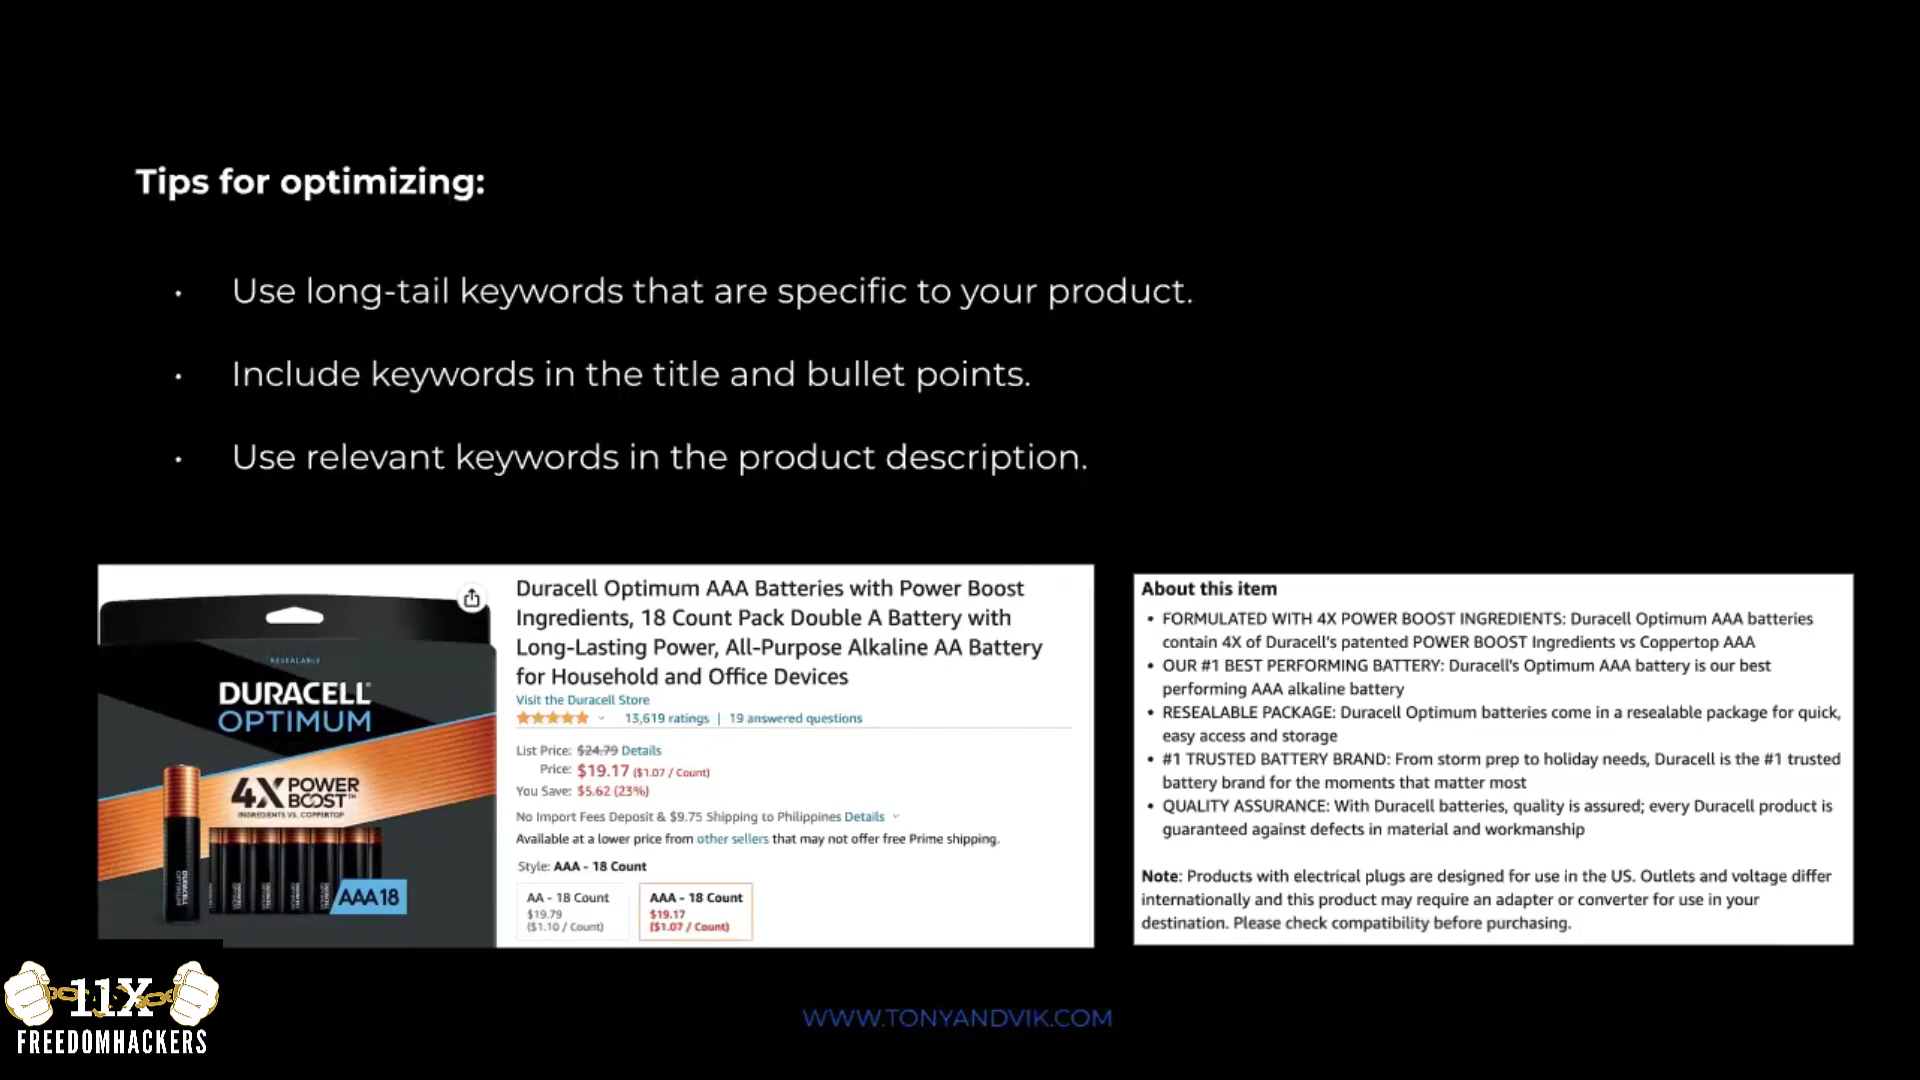 Tips for optimizing:
• Use long-tail keywords that are specific to your product.
• Include keywords in the title and bullet points.
• Use relevant keywords in the product description.
RESEALABLE
DURACELL
OPTIMUM
4X POWER
BOOST™
INGREDIENTS VS. COPPERTOP
DURACELL
OPTIMUM
AAA18
Duracell Optimum AAA Batteries with Power Boost
Ingredients, 18 Count Pack Double A Battery with
Long-Lasting Power, All-Purpose Alkaline AA Battery
for Household and Office Devices
Visit the Duracell Store
13,619 ratings | 19 answered questions
List Price: $24.79 Details
Price: $19.17 ($1.07 / Count)
You Save: $5.62 (23%)
No Import Fees Deposit & $9.75 Shipping to Philippines Details
Available at a lower price from other sellers that may not offer free Prime shipping.
Style: AAA - 18 Count
AA - 18 Count
$19.79
($1.10 / Count)
AAA - 18 Count
$19.17
($1.07 / Count)
About this item
• FORMULATED WITH 4X POWER BOOST INGREDIENTS: Duracell Optimum AAA batteries
contain 4X of Duracell's patented POWER BOOST Ingredients vs Coppertop AAA
• OUR #1 BEST PERFORMING BATTERY: Duracell's Optimum AAA battery is our best
performing AAA alkaline battery
• RESEALABLE PACKAGE: Duracell Optimum batteries come in a resealable package for quick,
easy access and storage
• #1 TRUSTED BATTERY BRAND: From storm prep to holiday needs, Duracell is the #1 trusted
battery brand for the moments that matter most
• QUALITY ASSURANCE: With Duracell batteries, quality is assured; every Duracell product is
guaranteed against defects in material and workmanship
Note: Products with electrical plugs are designed for use in the US. Outlets and voltage differ
internationally and this product may require an adapter or converter for use in your
destination. Please check compatibility before purchasing.
11X
FREEDOMHACKERS
WWW.TONYANDVIK.COM